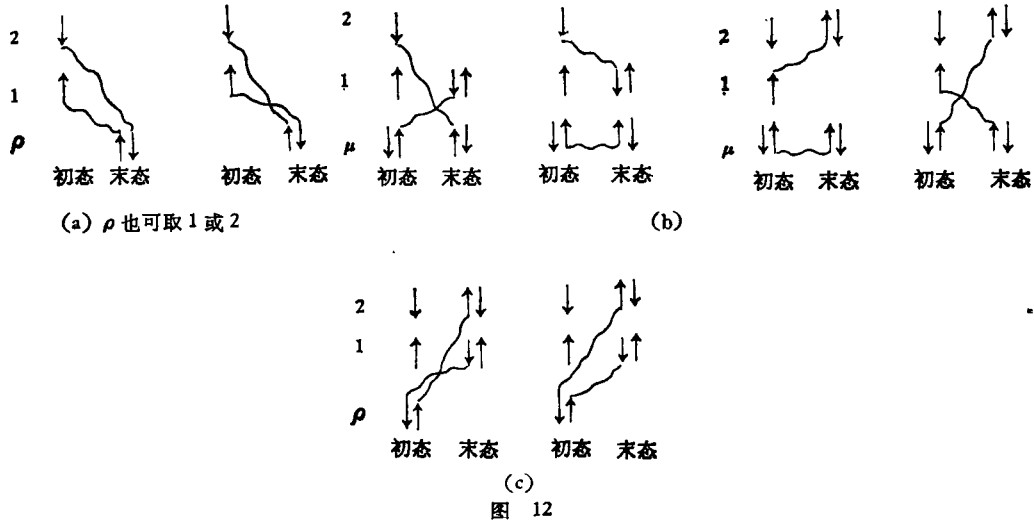 2
1
ρ
初态 末态
初态 末态
(a) ρ 也可取 1 或 2
2
1
μ
初态 末态
初态 末态
2
1
μ
初态 末态
初态 末态
(b)
2
1
ρ
初态 末态
初态 末态
(c)
图 12